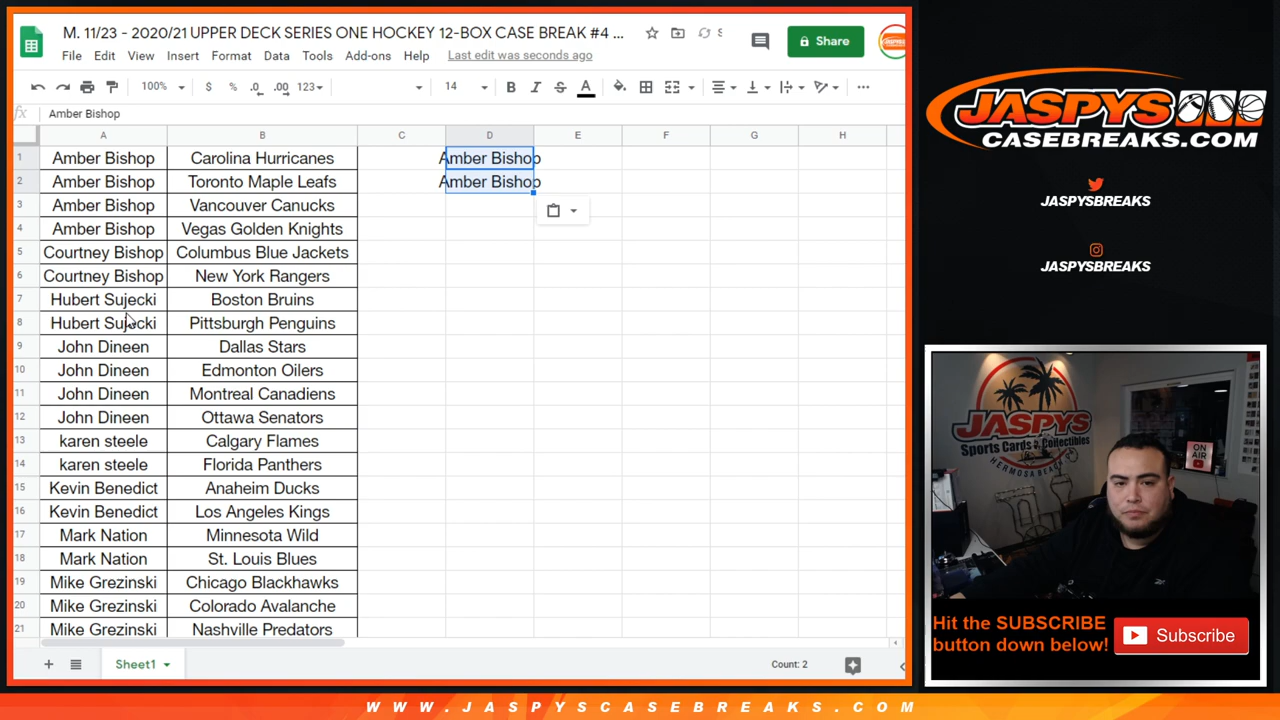 M. 11/23 - 2020/21 UPPER DECK SERIES ONE HOCKEY 12-BOX CASE BREAK #4 ...
S
Share
File Edit View Insert Format Data Tools Add-ons Help Last edit was seconds ago
100% $ % .0 .00 123 14 B I S A
fx Amber Bishop
A B C D E F G H
1 Amber Bishop Carolina Hurricanes Amber Bishop
2 Amber Bishop Toronto Maple Leafs Amber Bishop
3 Amber Bishop Vancouver Canucks
4 Amber Bishop Vegas Golden Knights
5 Courtney Bishop Columbus Blue Jackets
6 Courtney Bishop New York Rangers
7 Hubert Sujecki Boston Bruins
8 Hubert Sujecki Pittsburgh Penguins
9 John Dineen Dallas Stars
10 John Dineen Edmonton Oilers
11 John Dineen Montreal Canadiens
12 John Dineen Ottawa Senators
13 karen steele Calgary Flames
14 karen steele Florida Panthers
15 Kevin Benedict Anaheim Ducks
16 Kevin Benedict Los Angeles Kings
17 Mark Nation Minnesota Wild
18 Mark Nation St. Louis Blues
19 Mike Grezinski Chicago Blackhawks
20 Mike Grezinski Colorado Avalanche
21 Mike Grezinski Nashville Predators
Sheet1
Count: 2
JASPYS
CASEBREAKS.COM
JASPYSBREAKS
JASPYSBREAKS
JASPYS
Sports Cards & Collectibles
HERMOSA BEACH
ON
AIR
Hit the SUBSCRIBE
button down below!
Subscribe
WWW.JASPYSCASEBREAKS.COM